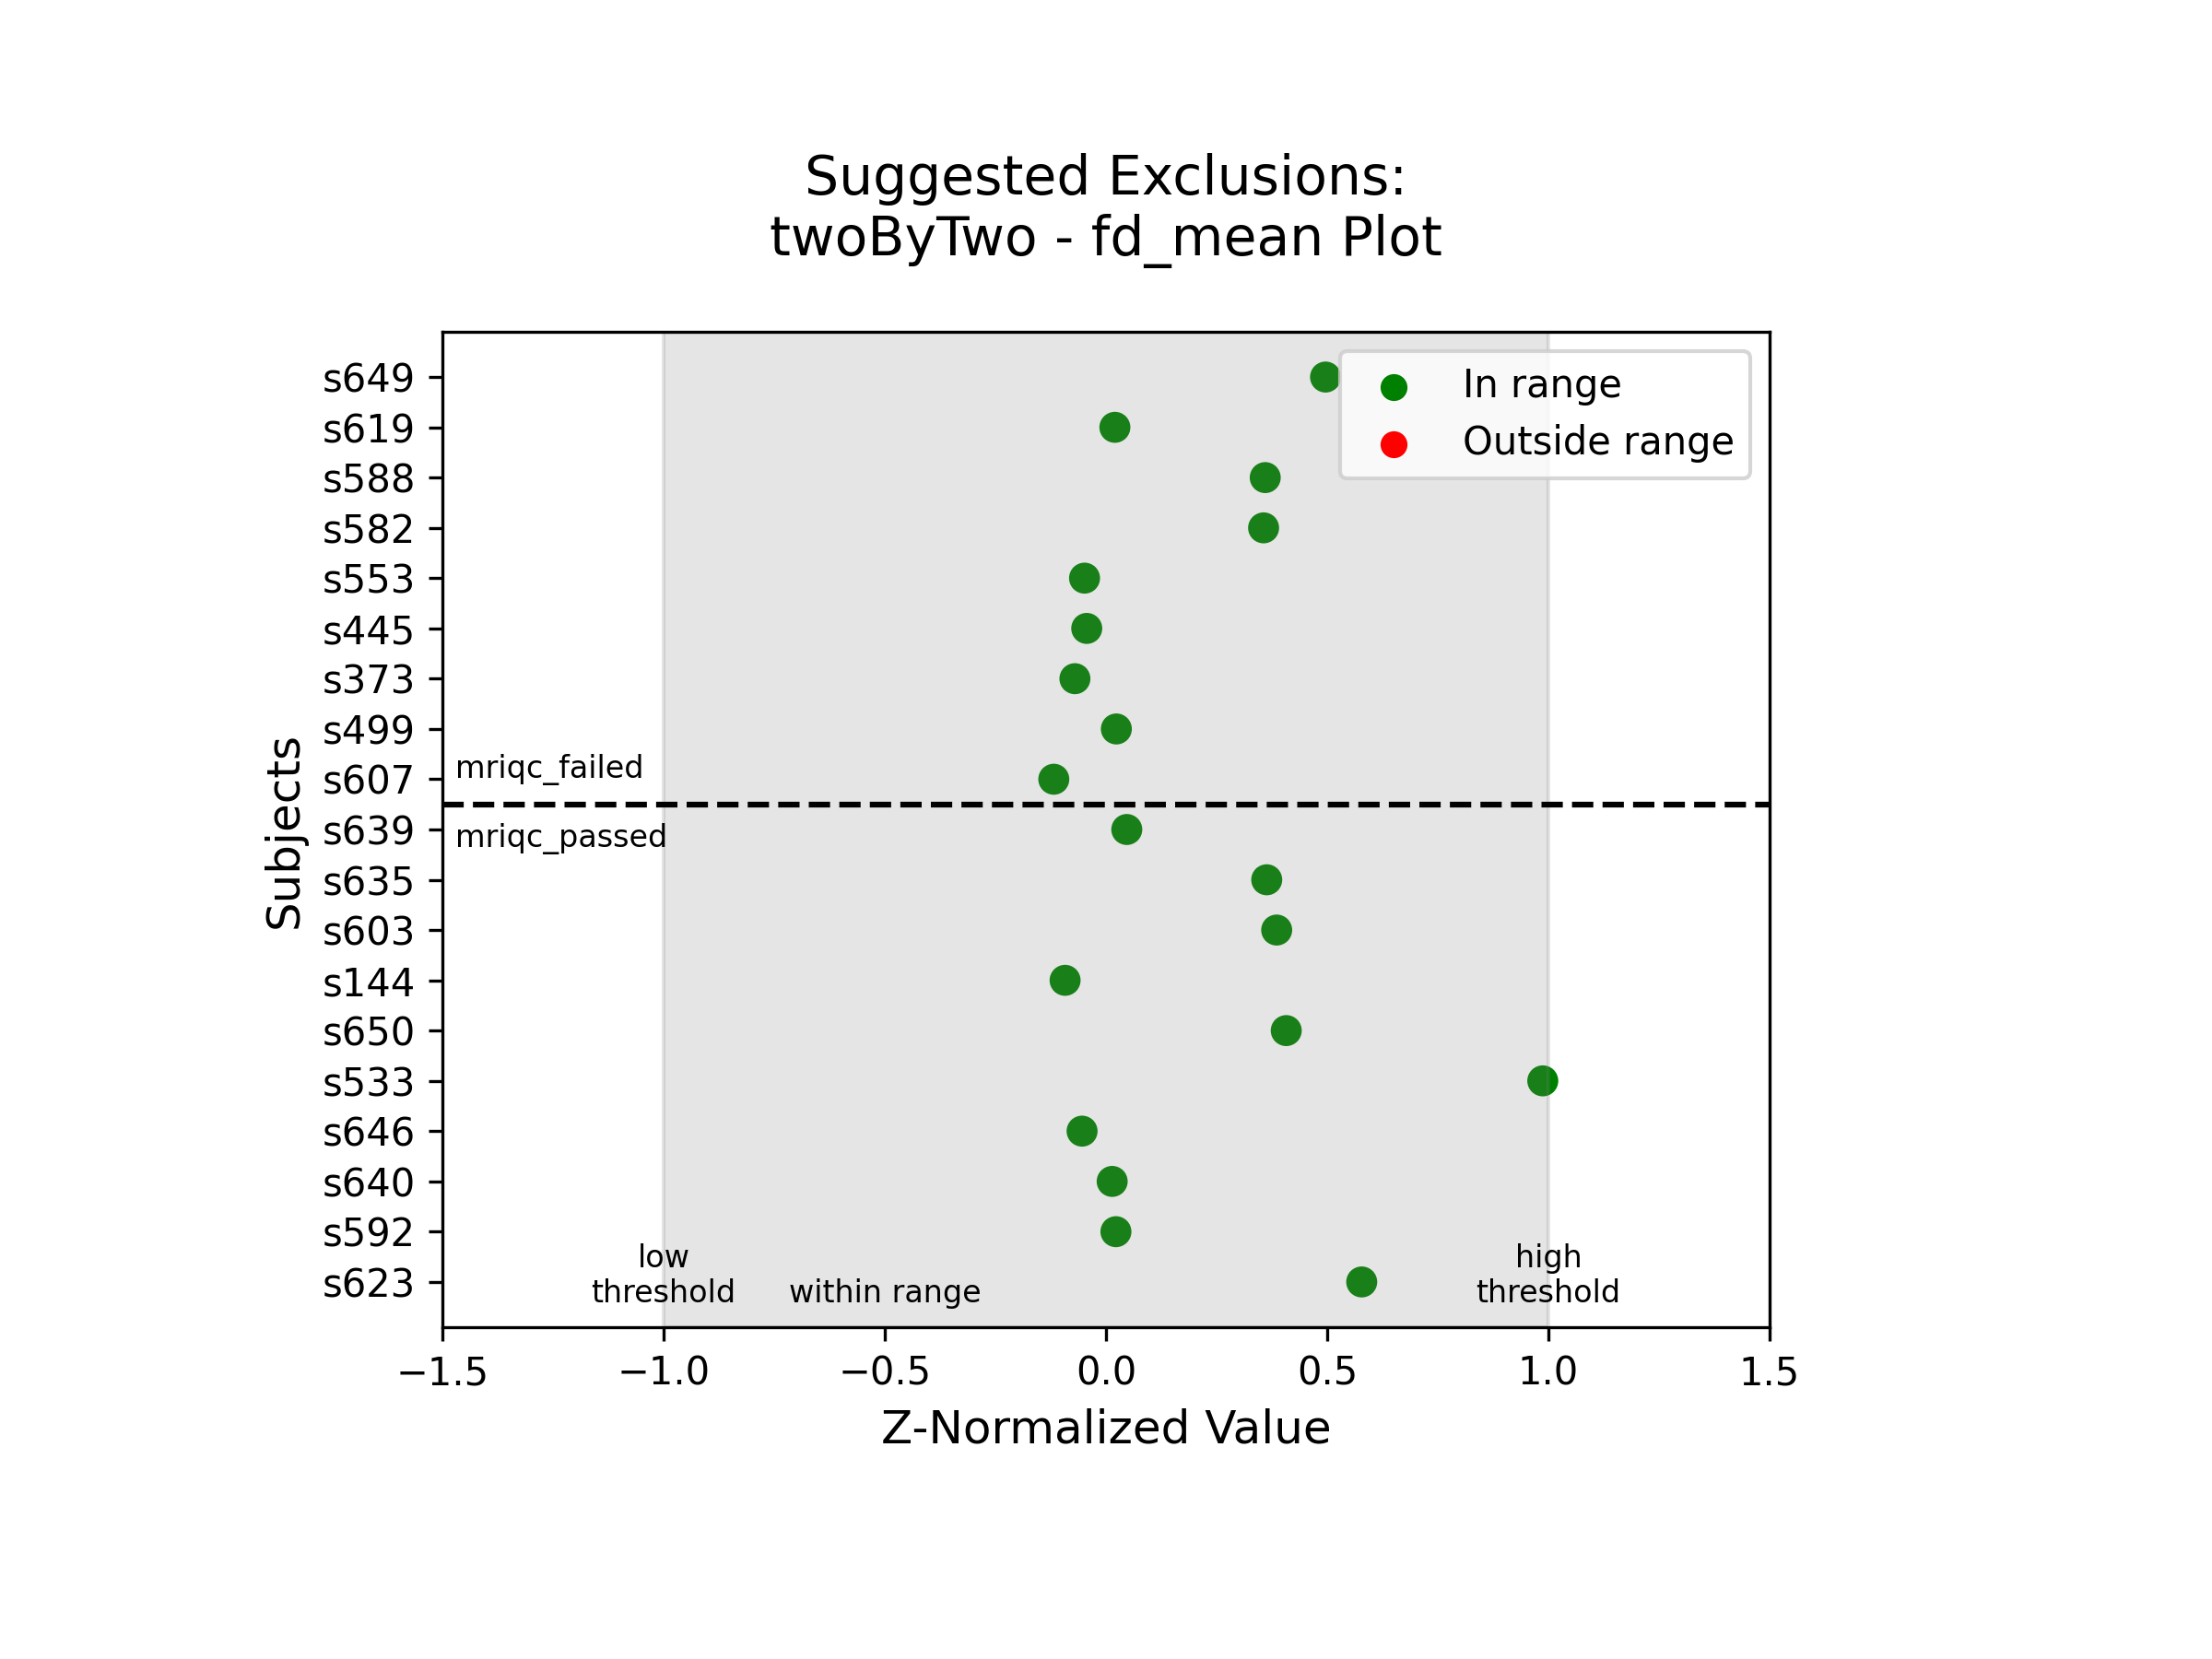 Suggested Exclusions:
twoByTwo - fd_mean Plot
In range
Outside range
s649
s619
s588
s582
s553
s445
s373
s499
s607
s639
s635
s603
s144
s650
s533
s646
s640
s592
s623
Subjects
mriqc_failed
mriqc_passed
low
threshold
within range
high
threshold
−1.5 −1.0 −0.5 0.0 0.5 1.0 1.5
Z-Normalized Value